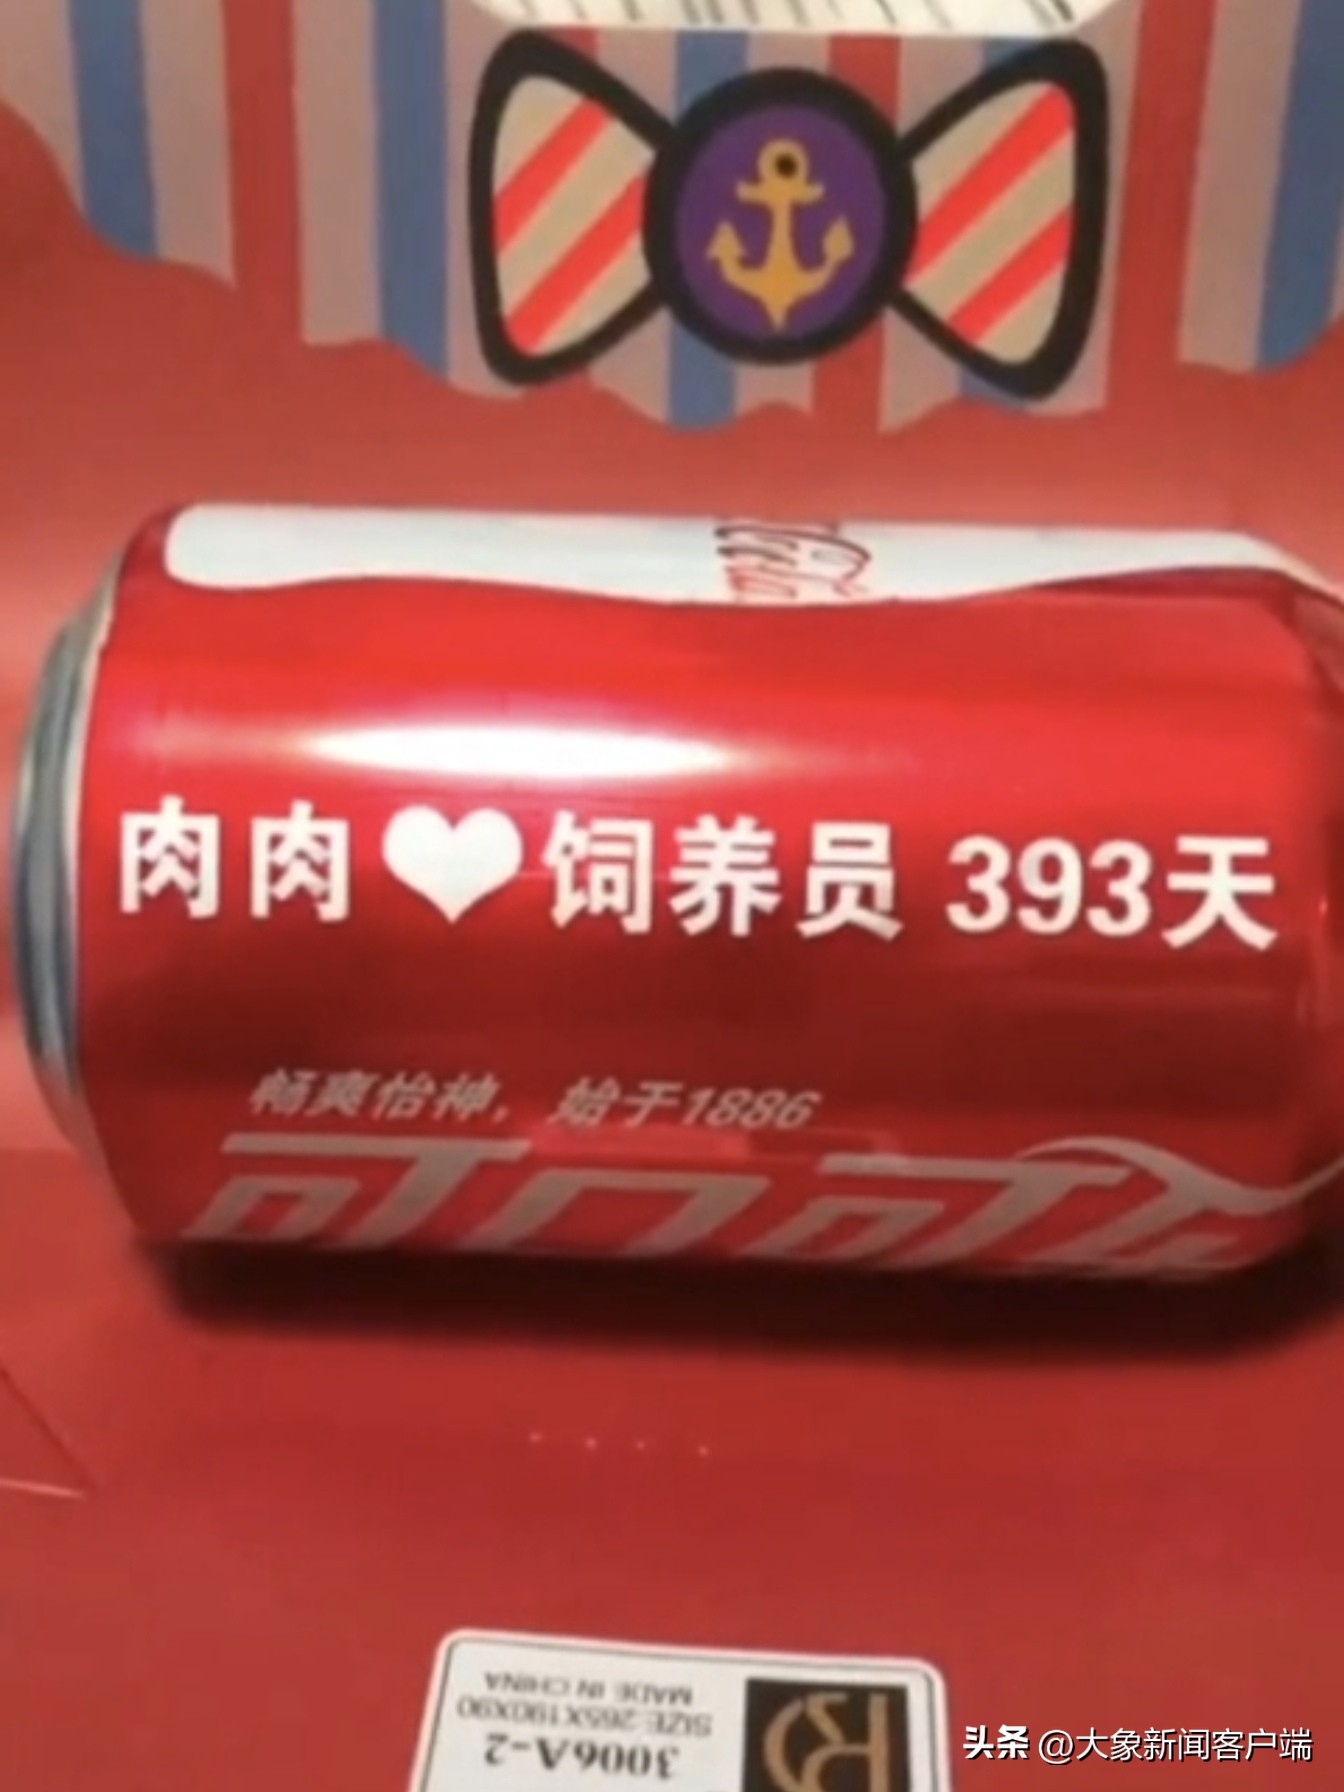 肉肉❤饲养员 393天
畅爽怡神，始于1886
可口可乐
3006A-2
SIZE:265X190X90
MADE IN CHINA
头条 @大象新闻客户端